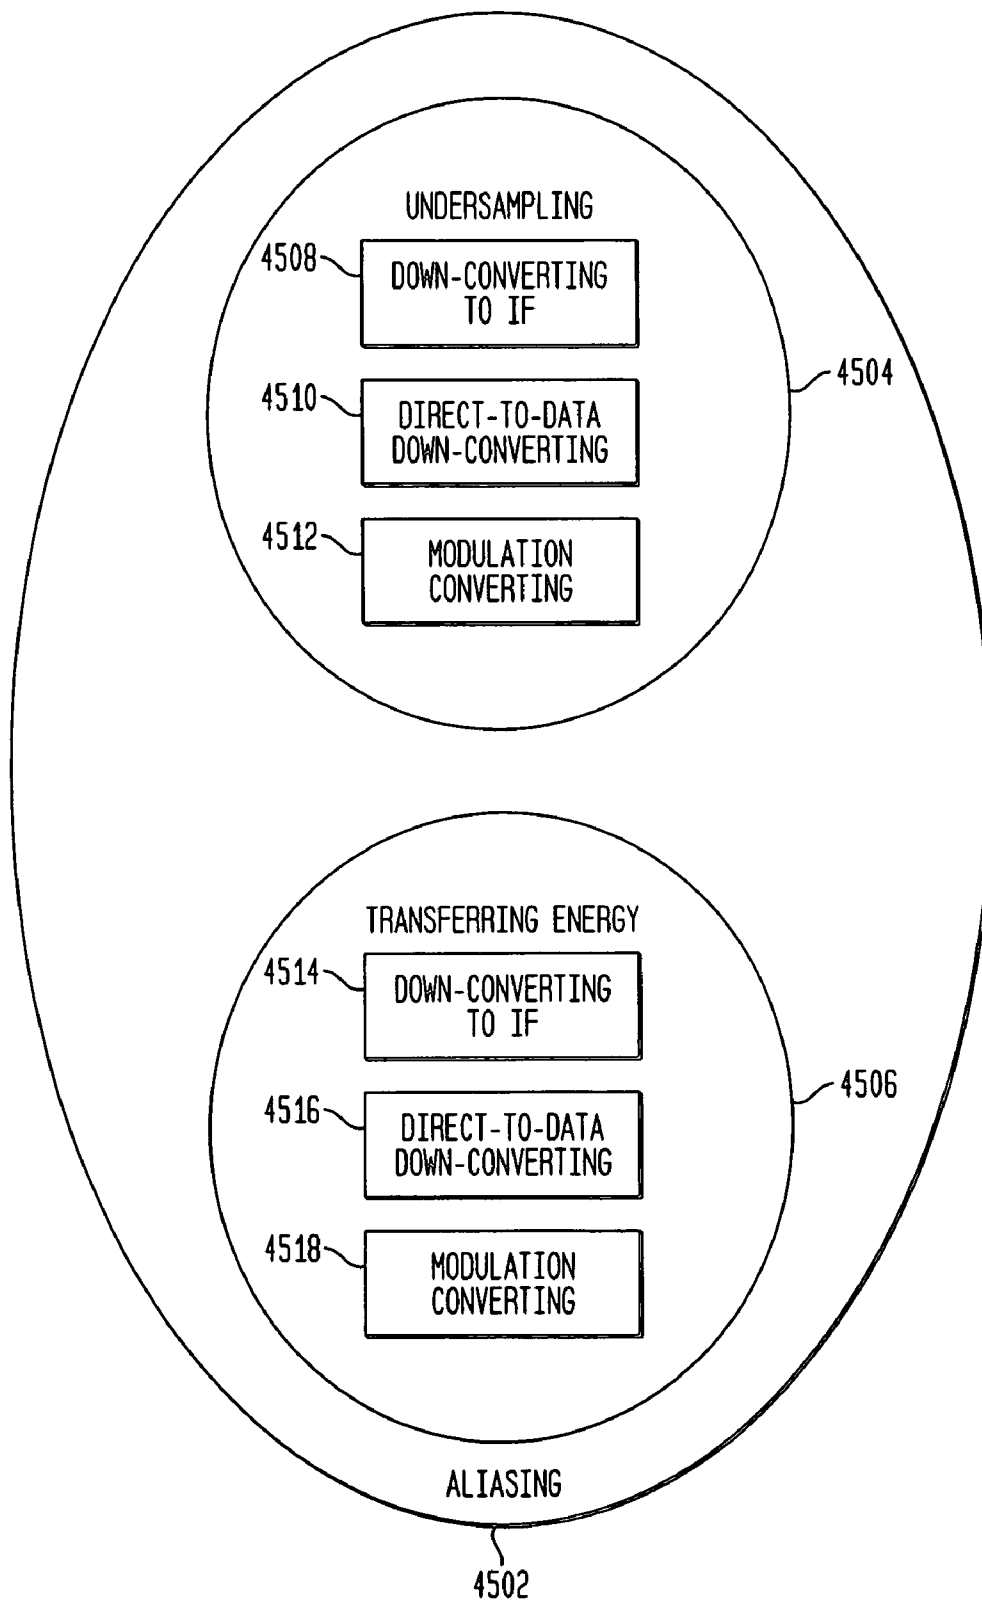 UNDERSAMPLING
4508
DOWN-CONVERTING
TO IF
4504
4510
DIRECT-TO-DATA
DOWN-CONVERTING
4512
MODULATION
CONVERTING
TRANSFERRING ENERGY
4514
DOWN-CONVERTING
TO IF
4506
4516
DIRECT-TO-DATA
DOWN-CONVERTING
4518
MODULATION
CONVERTING
ALIASING
4502